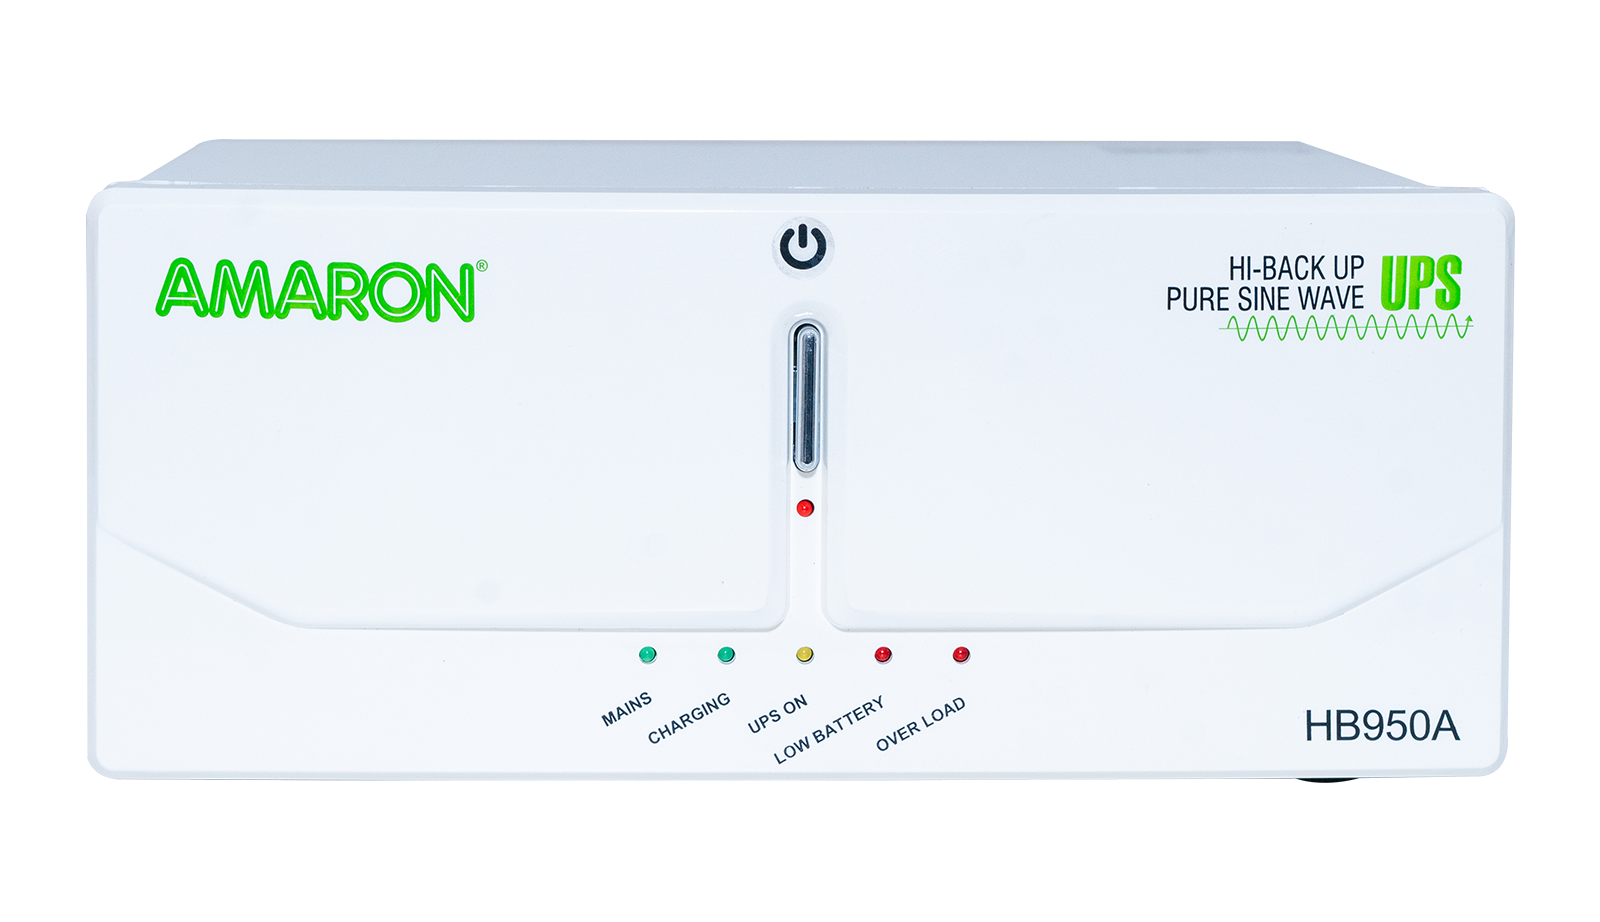 AMARON®
HI-BACK UP
PURE SINE WAVE
UPS
MAINS
CHARGING
UPS ON
LOW BATTERY
OVER LOAD
HB950A